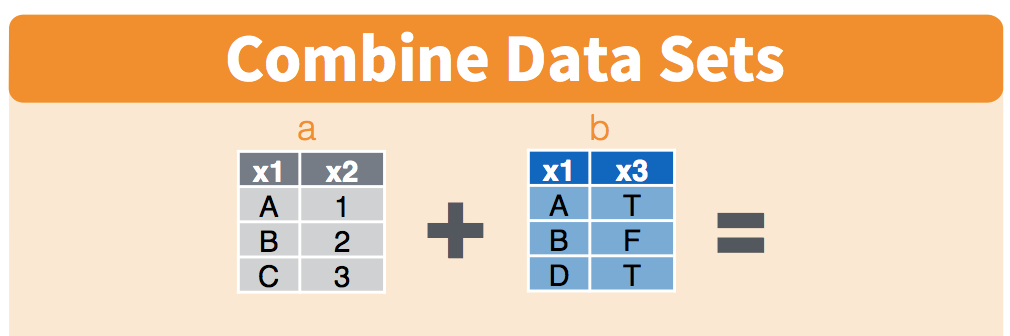 Combine Data Sets
a b
x1 x2 x1 x3
A 1 A T
B 2 + B F =
C 3 D T